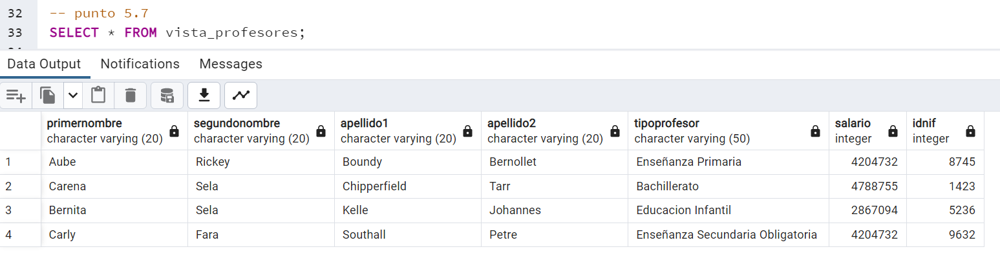 32 -- punto 5.7
33 SELECT * FROM vista_profesores;
Data Output Notifications Messages
primernombre segundonombre apellido1 apellido2 tipoprofesor salario idnif
character varying (20) character varying (20) character varying (20) character varying (20) character varying (50) integer integer
1 Aube Rickey Boundy Bernollet Enseñanza Primaria 4204732 8745
2 Carena Sela Chipperfield Tarr Bachillerato 4788755 1423
3 Bernita Sela Kelle Johannes Educacion Infantil 2867094 5236
4 Carly Fara Southall Petre Enseñanza Secundaria Obligatoria 4204732 9632